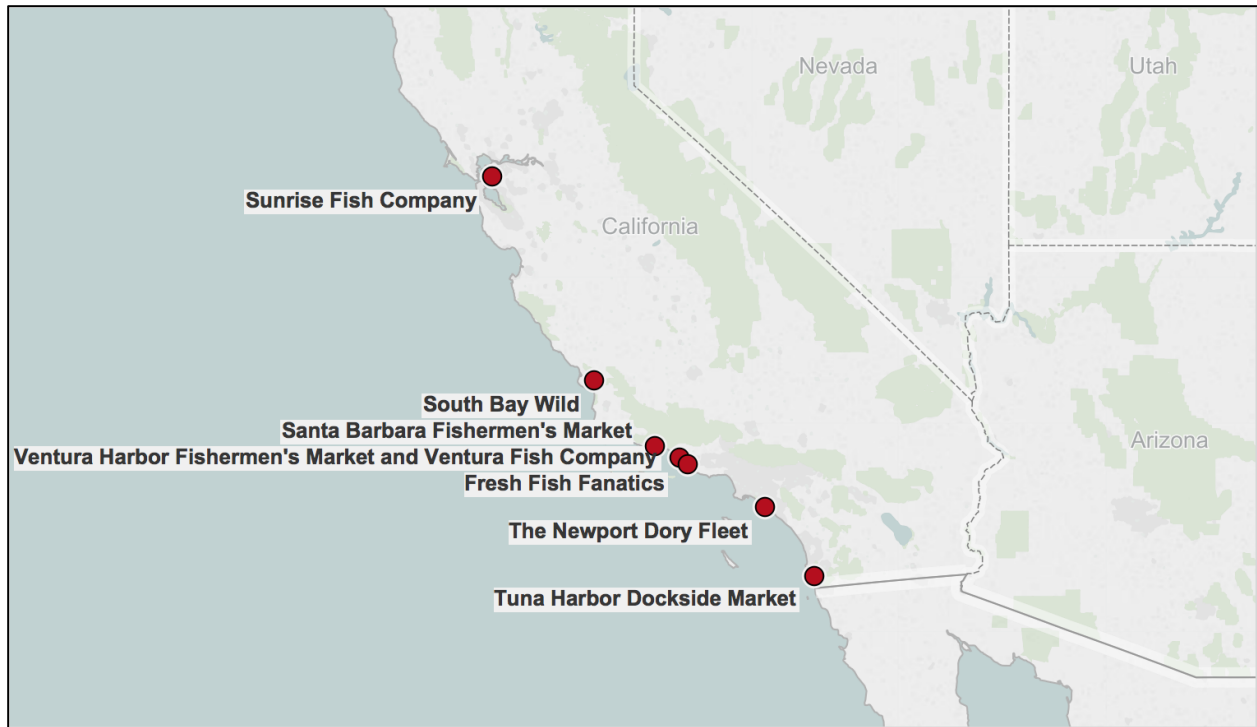 Nevada
Utah
Sunrise Fish Company
California
South Bay Wild
Santa Barbara Fishermen's Market
Ventura Harbor Fishermen's Market and Ventura Fish Company
Arizona
Fresh Fish Fanatics
The Newport Dory Fleet
Tuna Harbor Dockside Market